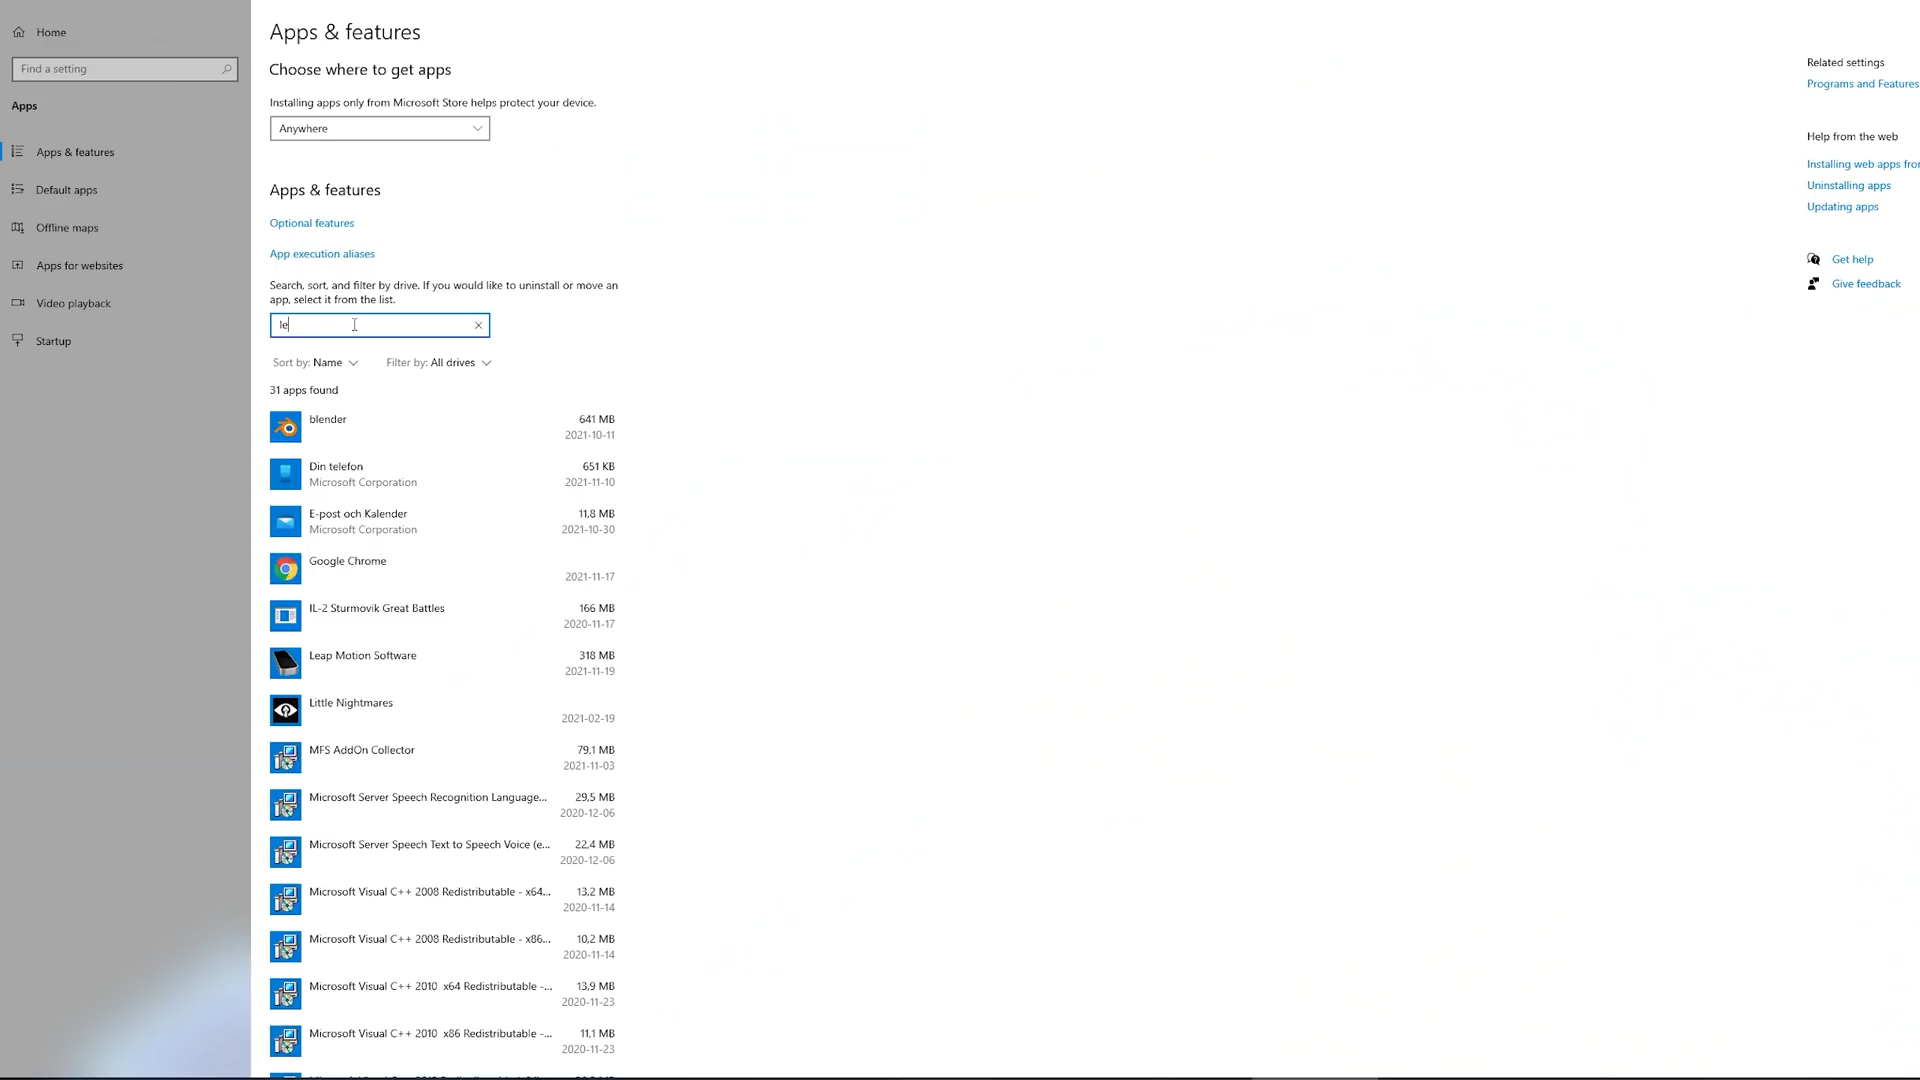 Home
Find a setting
Apps
Apps & features
Default apps
Offline maps
Apps for websites
Video playback
Startup
Apps & features
Choose where to get apps
Installing apps only from Microsoft Store helps protect your device.
Anywhere
Apps & features
Optional features
App execution aliases
Search, sort, and filter by drive. If you would like to uninstall or move an
app, select it from the list.
le
Sort by: Name Filter by: All drives
31 apps found
blender 641 MB
2021-10-11
Din telefon 651 KB
Microsoft Corporation 2021-11-10
E-post och Kalender 11,8 MB
Microsoft Corporation 2021-10-30
Google Chrome
2021-11-17
IL-2 Sturmovik Great Battles 166 MB
2020-11-17
Leap Motion Software 318 MB
2021-11-19
Little Nightmares
2021-02-19
MFS AddOn Collector 79,1 MB
2021-11-03
Microsoft Server Speech Recognition Language... 29,5 MB
2020-12-06
Microsoft Server Speech Text to Speech Voice (e... 22,4 MB
2020-12-06
Microsoft Visual C++ 2008 Redistributable - x64... 13,2 MB
2020-11-14
Microsoft Visual C++ 2008 Redistributable - x86... 10,2 MB
2020-11-14
Microsoft Visual C++ 2010 x64 Redistributable -... 13,9 MB
2020-11-23
Microsoft Visual C++ 2010 x86 Redistributable -... 11,1 MB
2020-11-23
Related settings
Programs and Features
Help from the web
Installing web apps fro
Uninstalling apps
Updating apps
Get help
Give feedback